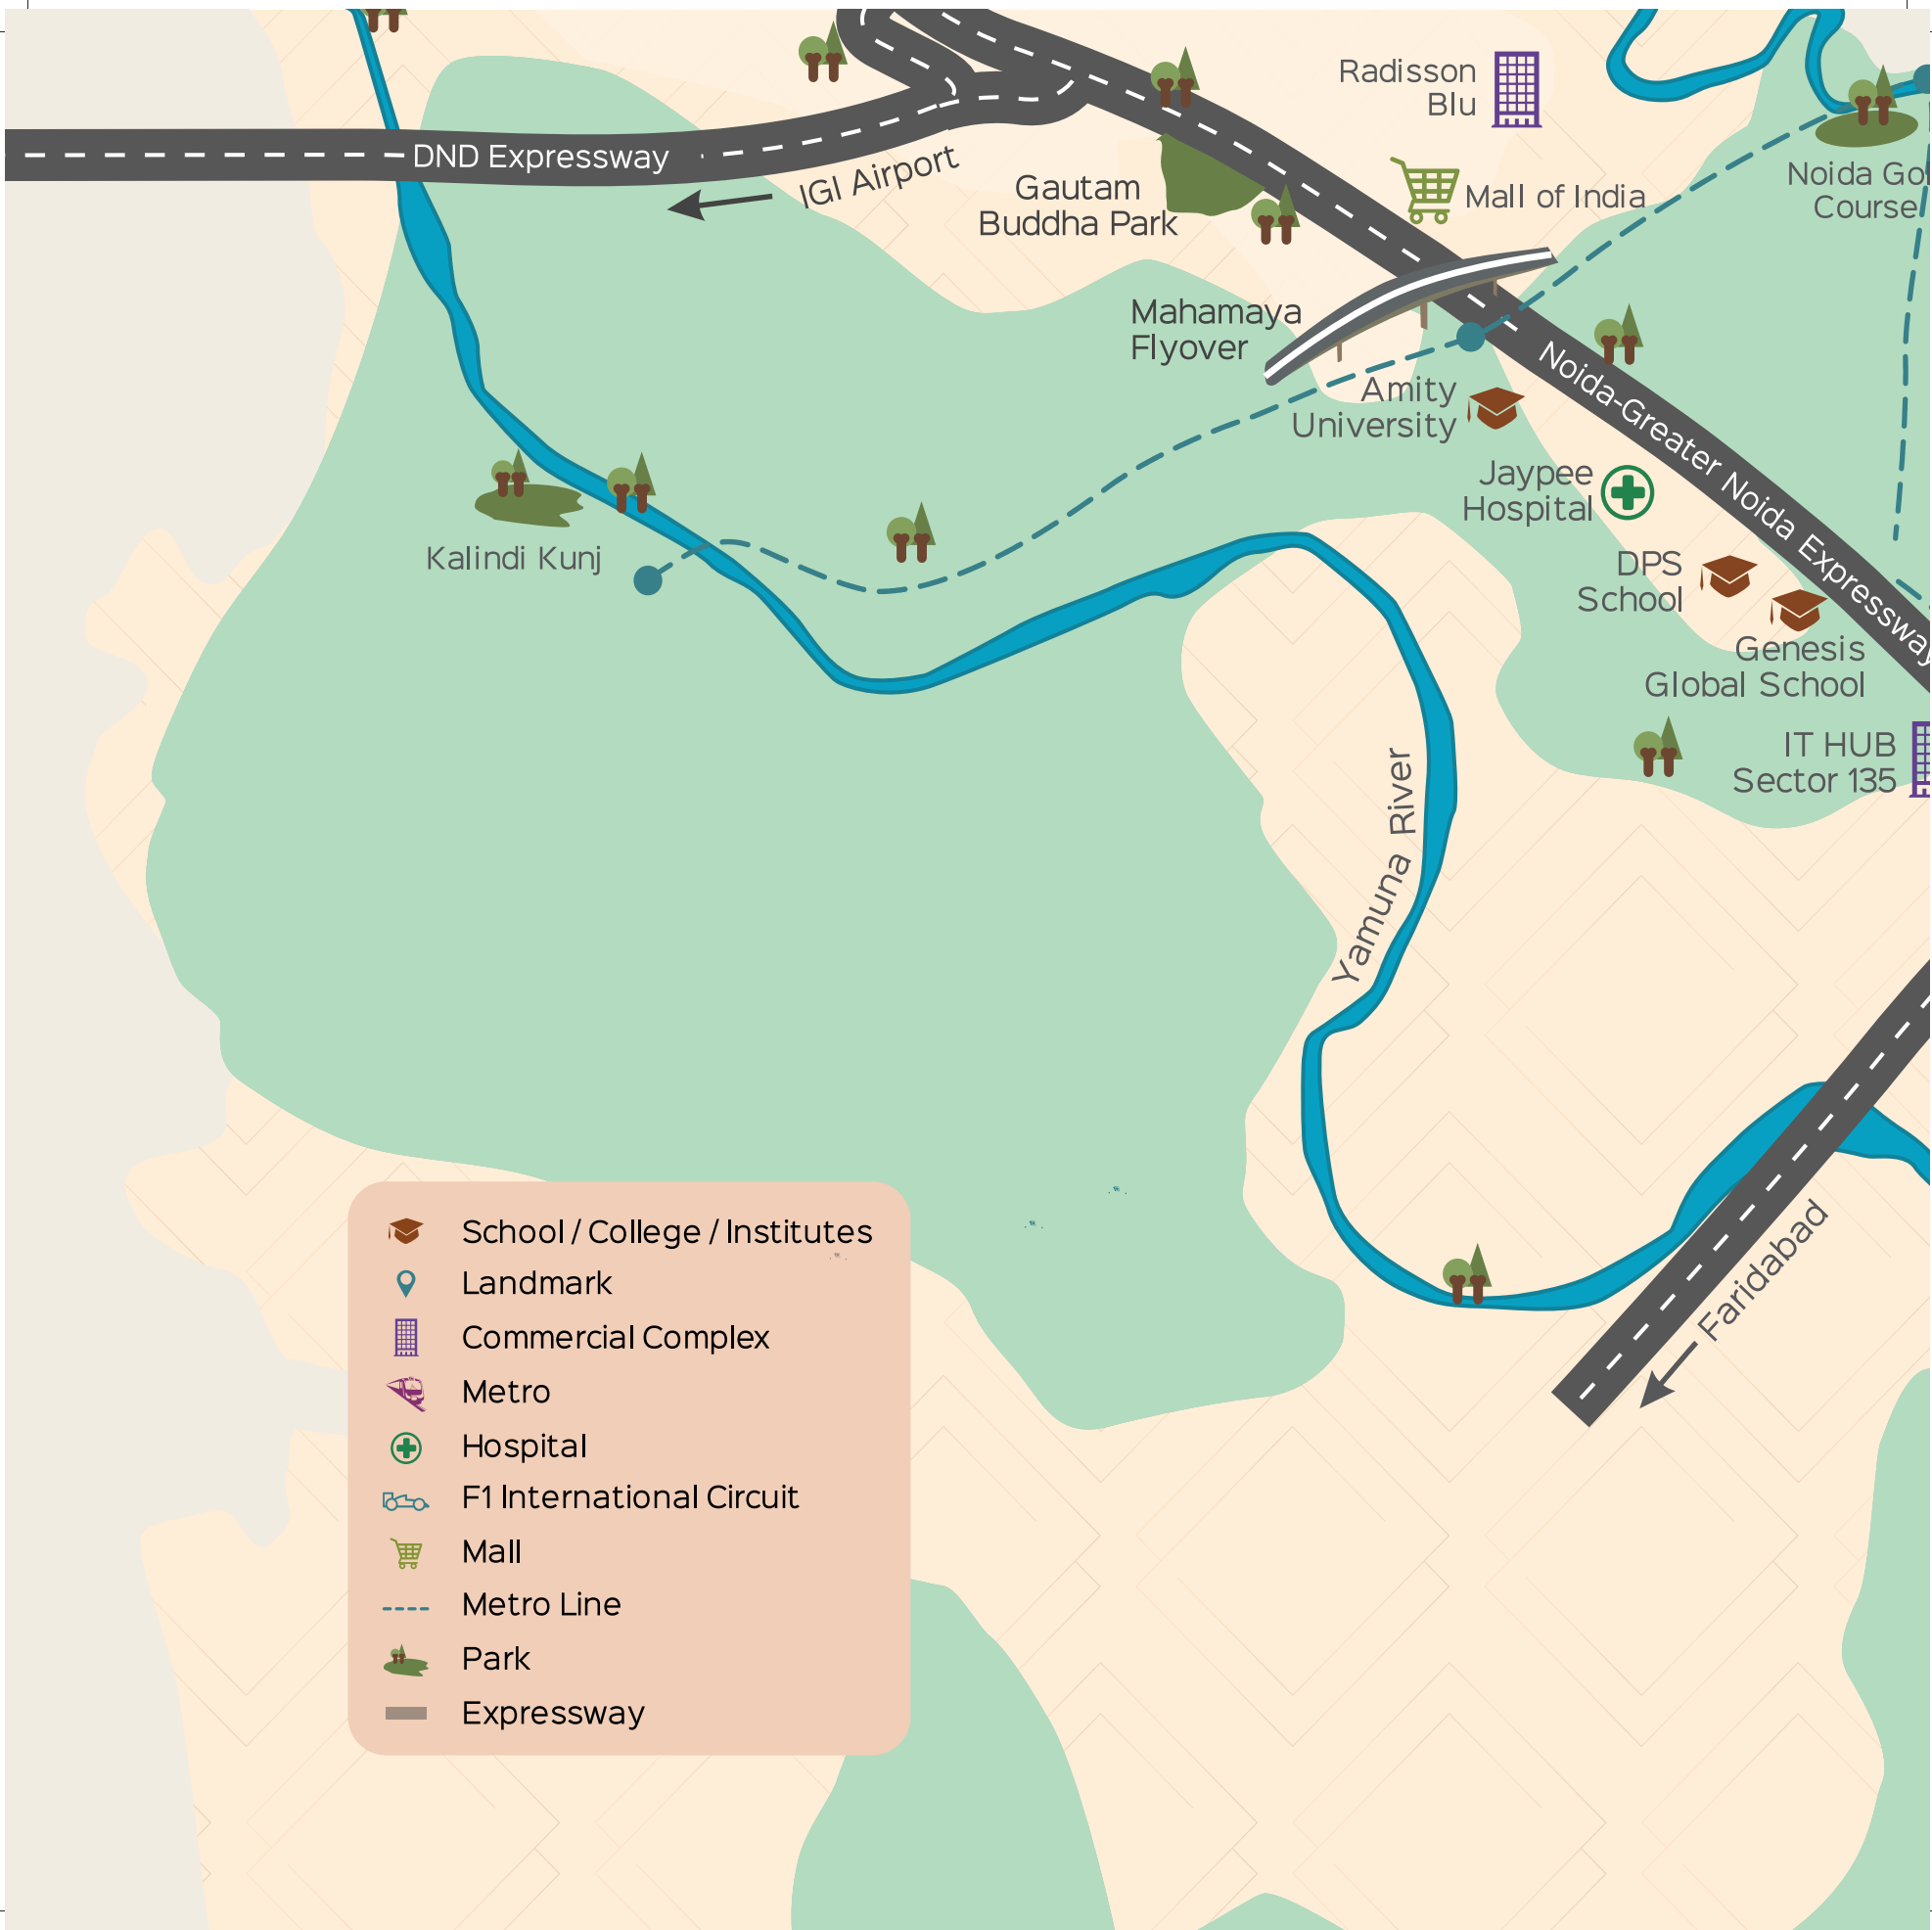 Radisson
Blu
DND Expressway
IGI Airport
Gautam
Buddha Park
Mall of India
Noida Go
Course
Mahamaya
Flyover
Noida-Greater Noida Expressway
Amity
University
Jaypee
Hospital
Kalindi Kunj
DPS
School
Genesis
Global School
IT HUB
Sector 135
Yamuna River
Faridabad
School / College / Institutes
Landmark
Commercial Complex
Metro
Hospital
F1 International Circuit
Mall
Metro Line
Park
Expressway